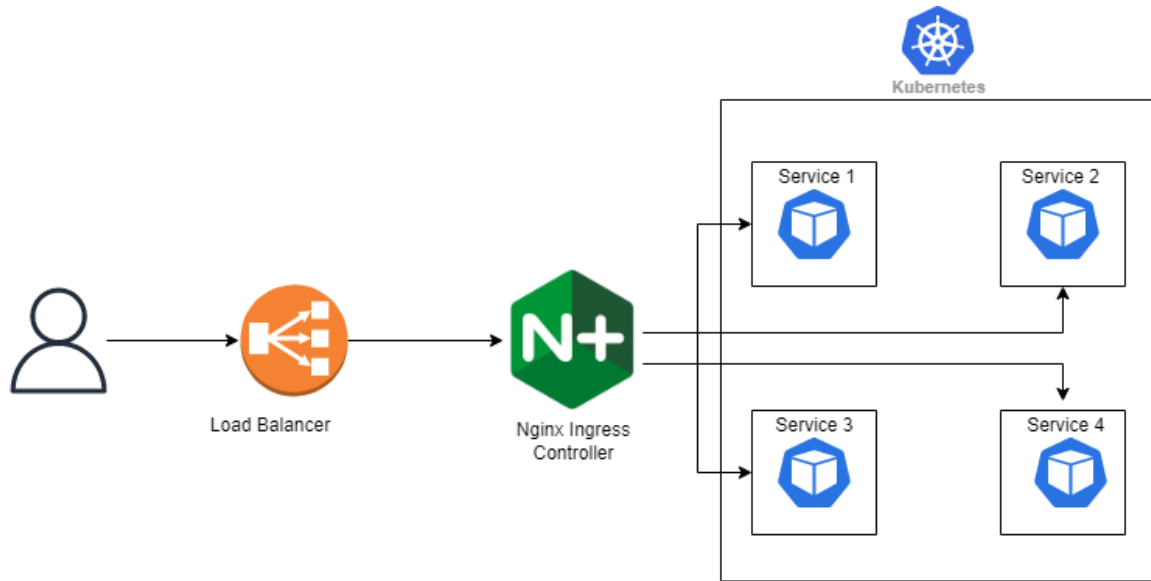 Kubernetes
Service 1
Service 2
N+
Load Balancer
Nginx Ingress
Controller
Service 3
Service 4